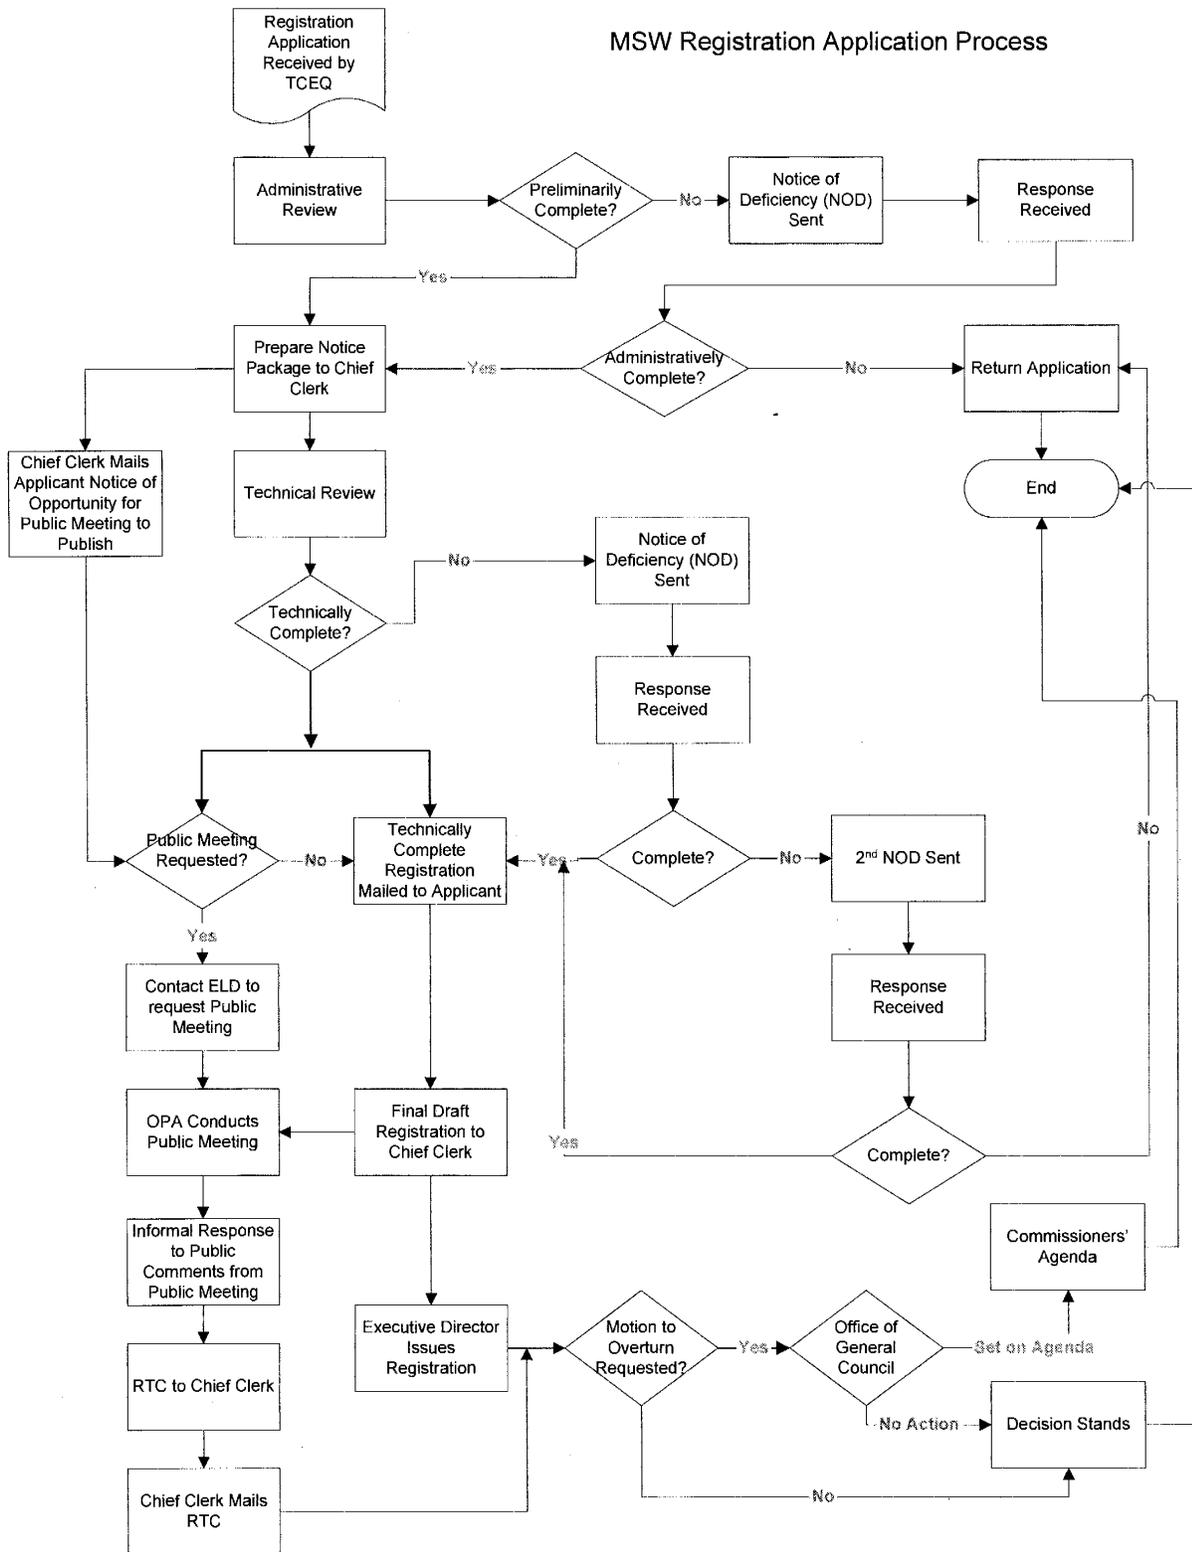 MSW Registration Application Process
Registration
Application
Received by
TCEQ
Administrative
Review
Preliminarily
Complete?
No
Notice of
Deficiency (NOD)
Sent
Response
Received
Yes
Prepare Notice
Package to Chief
Clerk
Yes
Administratively
Complete?
No
Return Application
Chief Clerk Mails
Applicant Notice of
Opportunity for
Public Meeting to
Publish
Technical Review
End
Technically
Complete?
No
Notice of
Deficiency (NOD)
Sent
Response
Received
Public Meeting
Requested?
No
Technically
Complete
Registration
Mailed to Applicant
Yes
Complete?
No
2nd NOD Sent
No
Yes
Contact ELD to
request Public
Meeting
Response
Received
OPA Conducts
Public Meeting
Final Draft
Registration to
Chief Clerk
Yes
Complete?
Informal Response
to Public
Comments from
Public Meeting
Commissioners'
Agenda
Executive Director
Issues
Registration
Motion to
Overturn
Requested?
Yes
Office of
General
Council
Set on Agenda
RTC to Chief Clerk
No Action
Decision Stands
Chief Clerk Mails
RTC
No